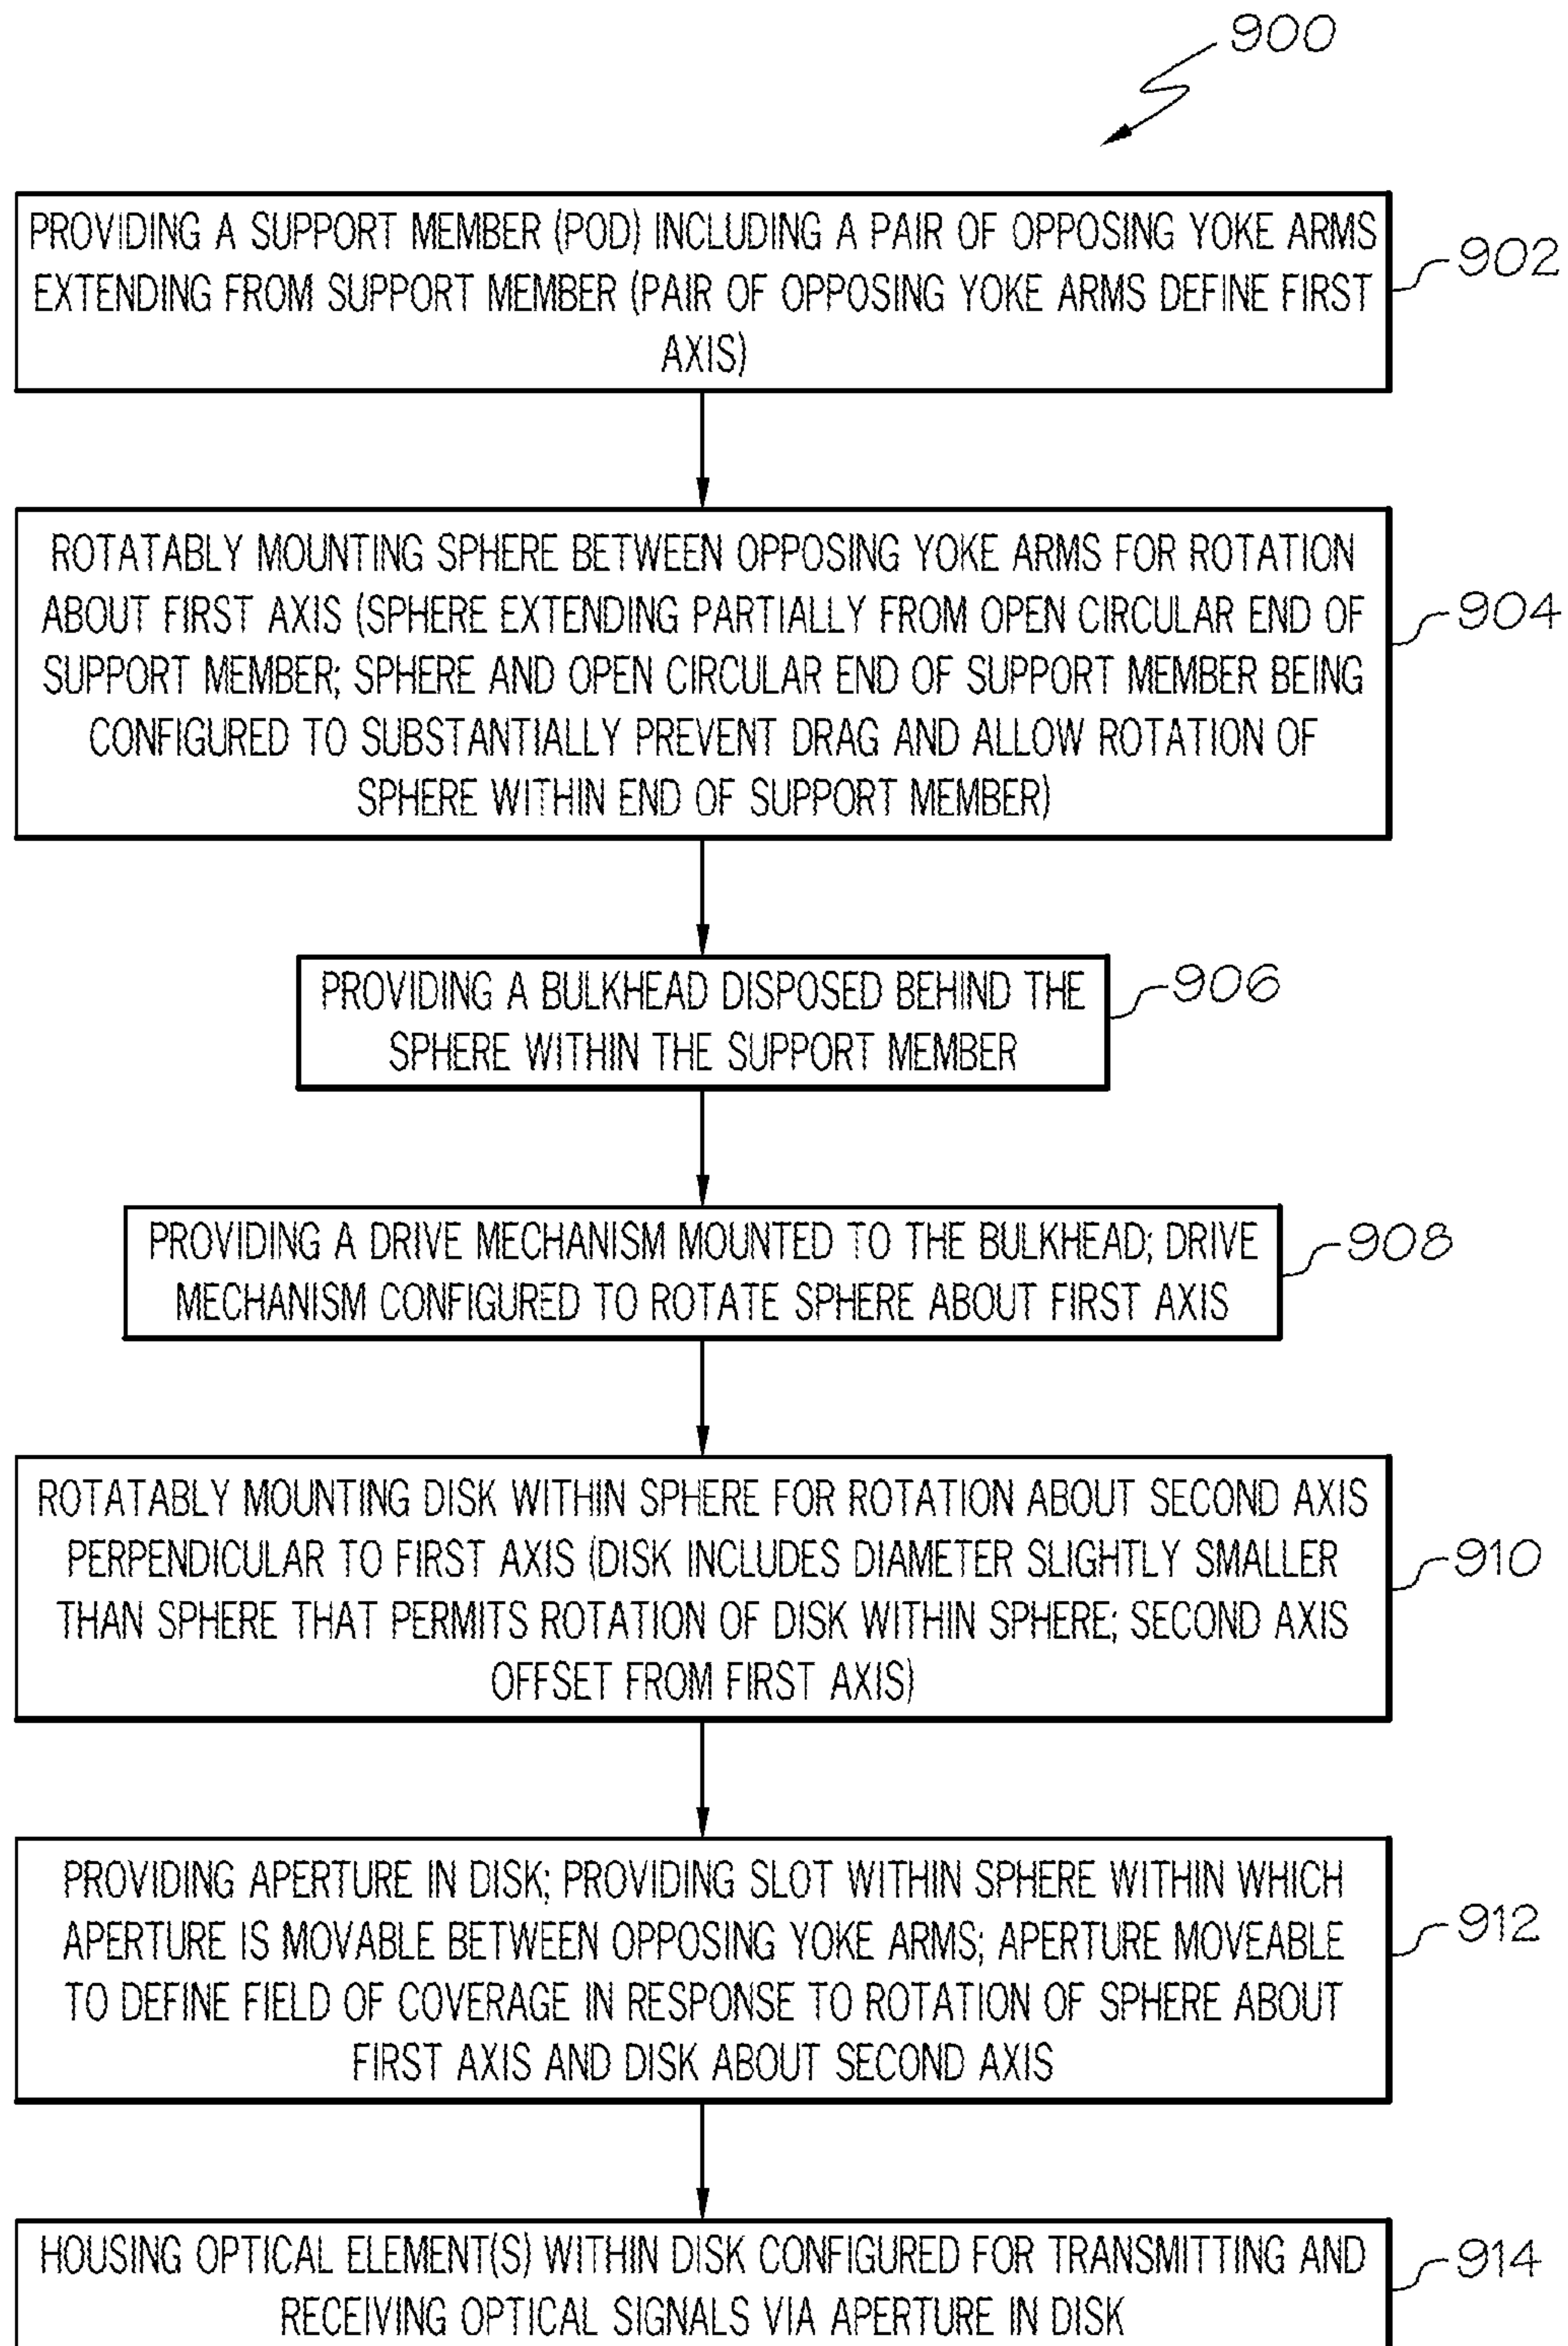 900
PROVIDING A SUPPORT MEMBER (POD) INCLUDING A PAIR OF OPPOSING YOKE ARMS
EXTENDING FROM SUPPORT MEMBER (PAIR OF OPPOSING YOKE ARMS DEFINE FIRST
AXIS)
902
ROTATABLY MOUNTING SPHERE BETWEEN OPPOSING YOKE ARMS FOR ROTATION
ABOUT FIRST AXIS (SPHERE EXTENDING PARTIALLY FROM OPEN CIRCULAR END OF
SUPPORT MEMBER; SPHERE AND OPEN CIRCULAR END OF SUPPORT MEMBER BEING
CONFIGURED TO SUBSTANTIALLY PREVENT DRAG AND ALLOW ROTATION OF
SPHERE WITHIN END OF SUPPORT MEMBER)
904
PROVIDING A BULKHEAD DISPOSED BEHIND THE
SPHERE WITHIN THE SUPPORT MEMBER
906
PROVIDING A DRIVE MECHANISM MOUNTED TO THE BULKHEAD; DRIVE
MECHANISM CONFIGURED TO ROTATE SPHERE ABOUT FIRST AXIS
908
ROTATABLY MOUNTING DISK WITHIN SPHERE FOR ROTATION ABOUT SECOND AXIS
PERPENDICULAR TO FIRST AXIS (DISK INCLUDES DIAMETER SLIGHTLY SMALLER
THAN SPHERE THAT PERMITS ROTATION OF DISK WITHIN SPHERE; SECOND AXIS
OFFSET FROM FIRST AXIS)
910
PROVIDING APERTURE IN DISK; PROVIDING SLOT WITHIN SPHERE WITHIN WHICH
APERTURE IS MOVABLE BETWEEN OPPOSING YOKE ARMS; APERTURE MOVEABLE
TO DEFINE FIELD OF COVERAGE IN RESPONSE TO ROTATION OF SPHERE ABOUT
FIRST AXIS AND DISK ABOUT SECOND AXIS
912
HOUSING OPTICAL ELEMENT(S) WITHIN DISK CONFIGURED FOR TRANSMITTING AND
RECEIVING OPTICAL SIGNALS VIA APERTURE IN DISK
914